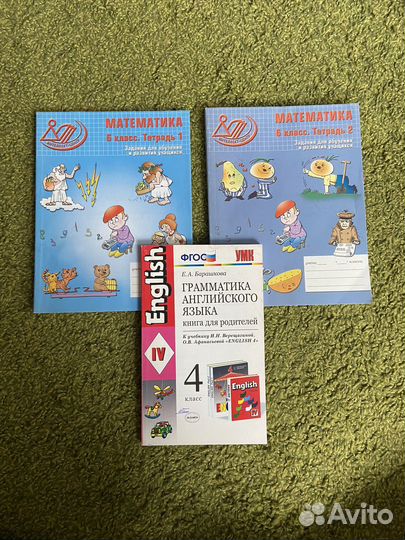 МАТЕМАТИКА
6 класс. Тетрадь 1
Задания для обучения
и развития учащихся
МАТЕМАТИКА
6 класс. Тетрадь 2
Задания для обучения
и развития учащихся
English
IV
ФГОС
УМК
Е.А. Барашкова
ГРАММАТИКА
АНГЛИЙСКОГО
ЯЗЫКА
книга для родителей
К учебнику И.Н. Верещагиной,
О.В. Афанасьевой «ENGLISH 4»
4
класс
English
IV
ЭКЗАМЕН
Avito